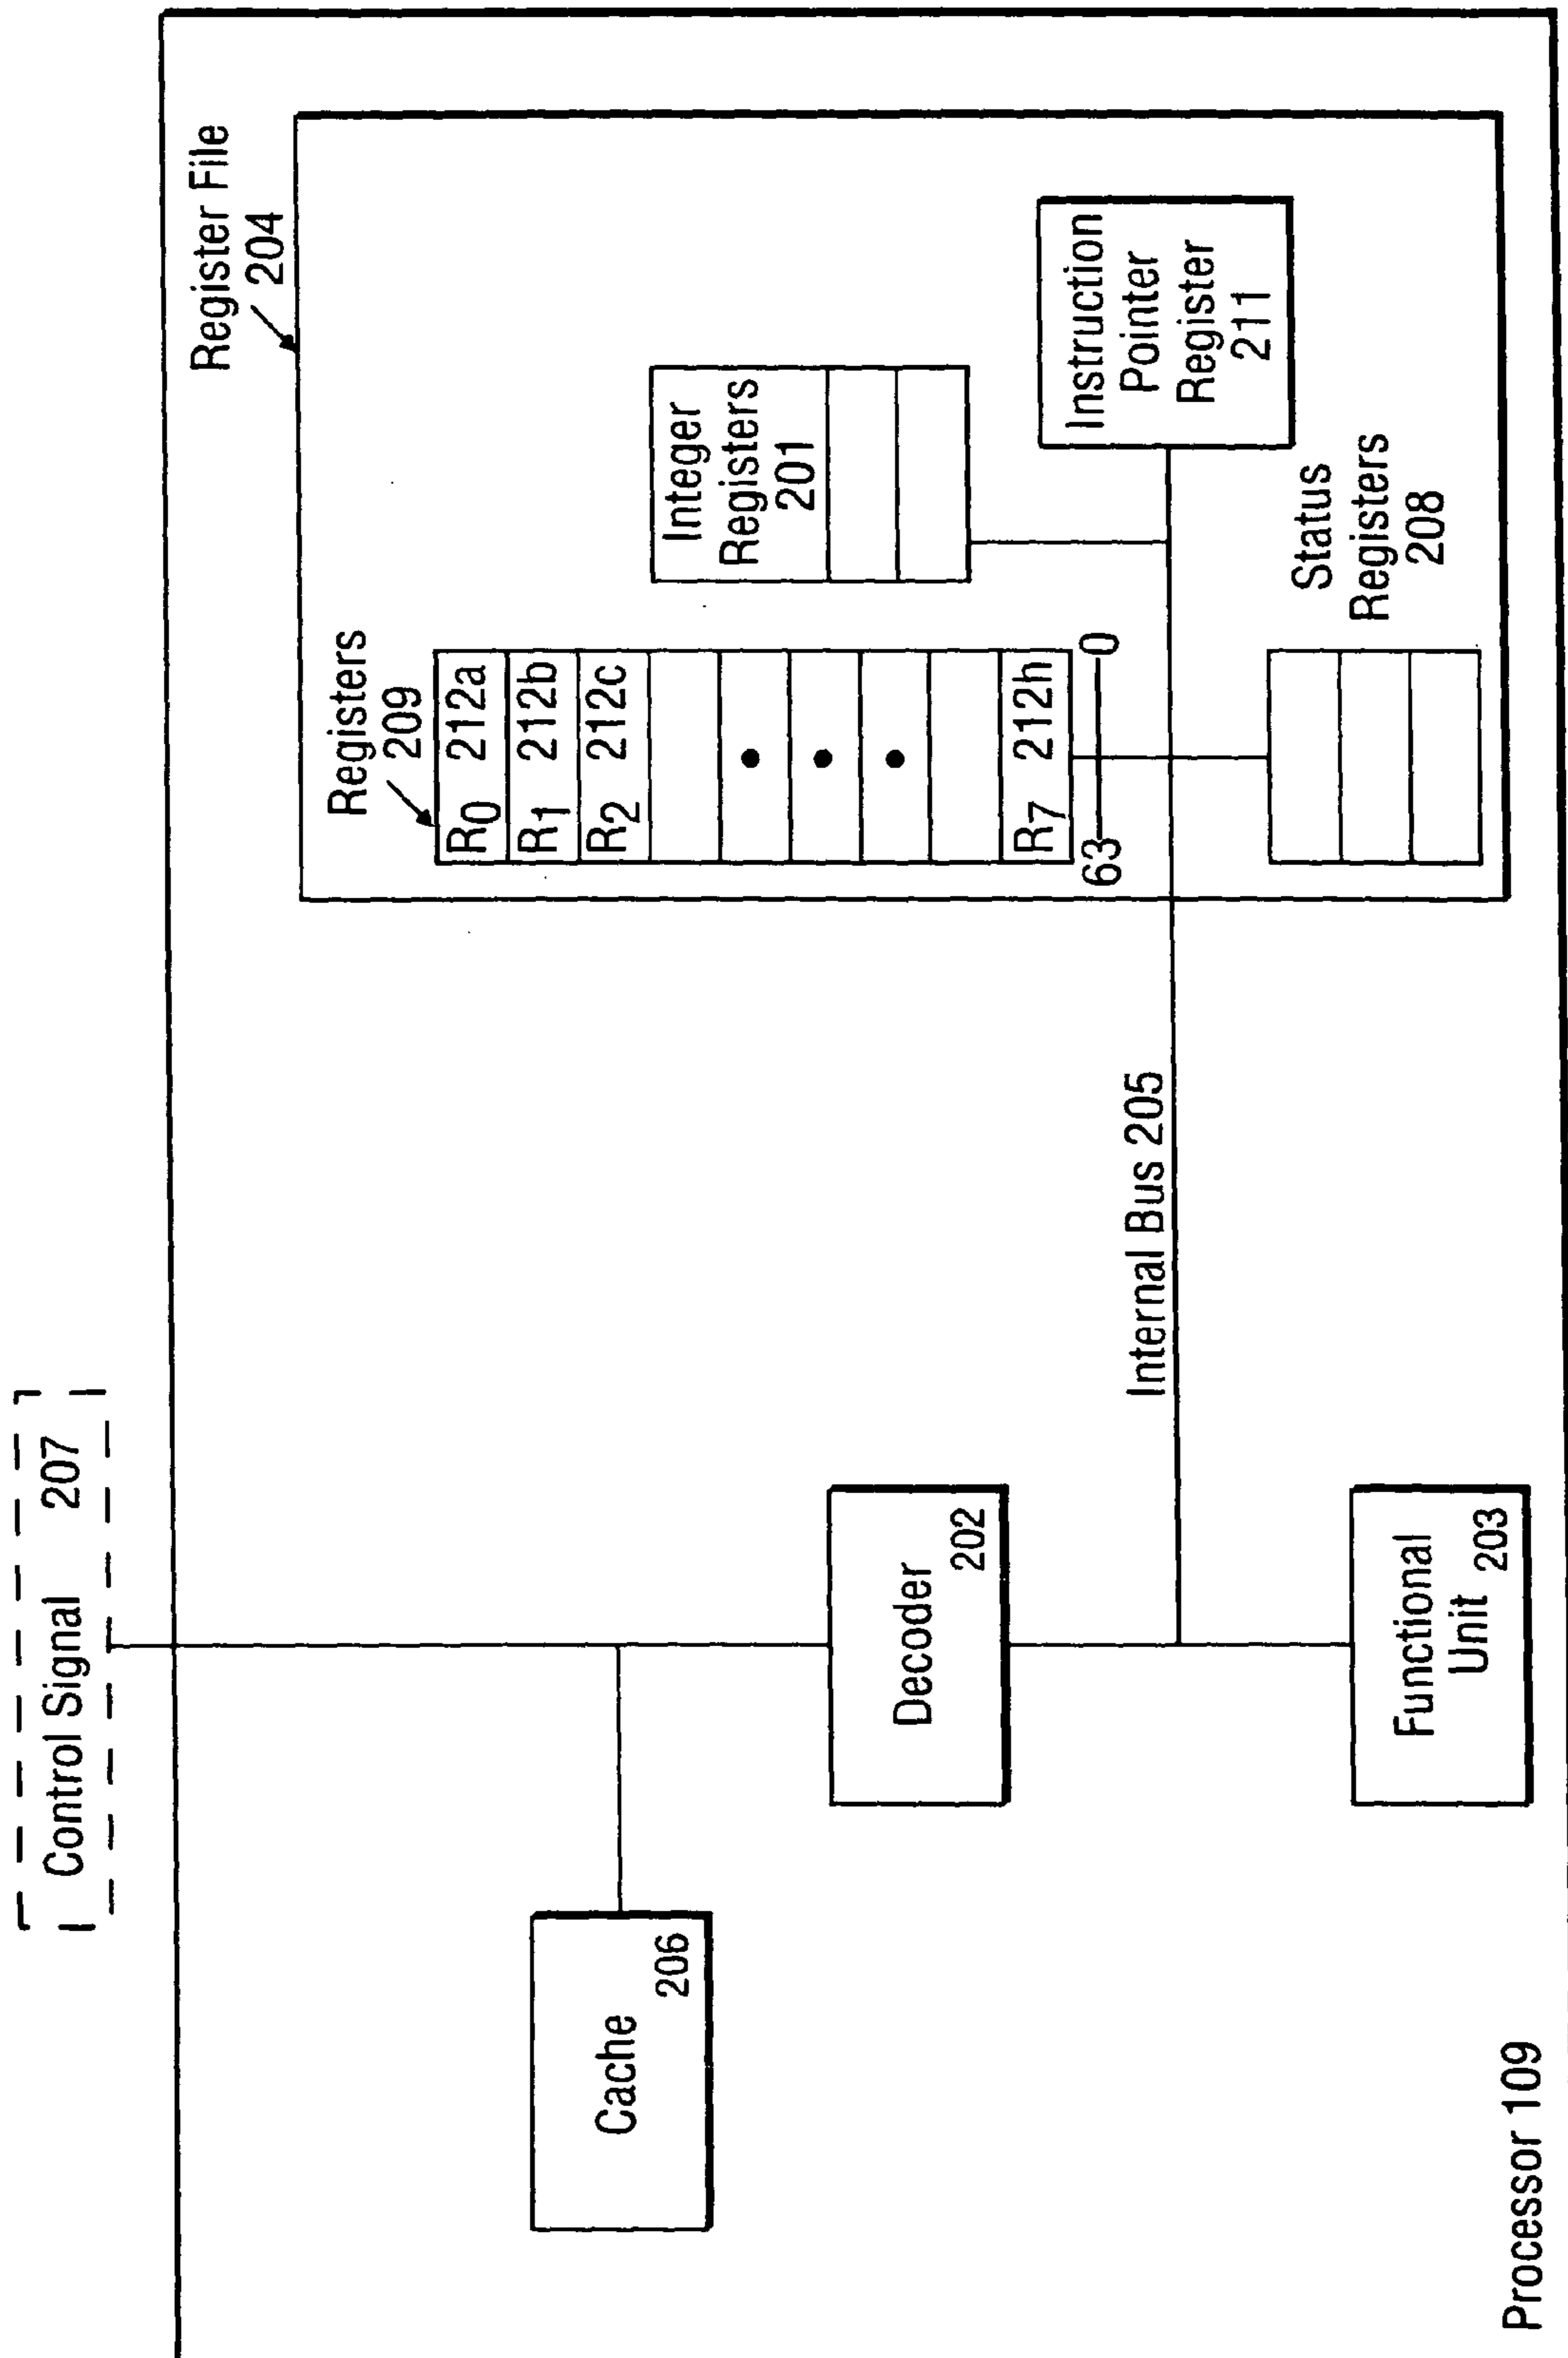 Control Signal 207
Register File
204
Registers
209
R0 212a
R1 212b
R2 212c
R7 212h
63 0
Integer
Registers
201
Instruction
Pointer
Register
211
Status
Registers
208
Internal Bus 205
Cache
206
Decoder
202
Functional
Unit 203
Processor 109